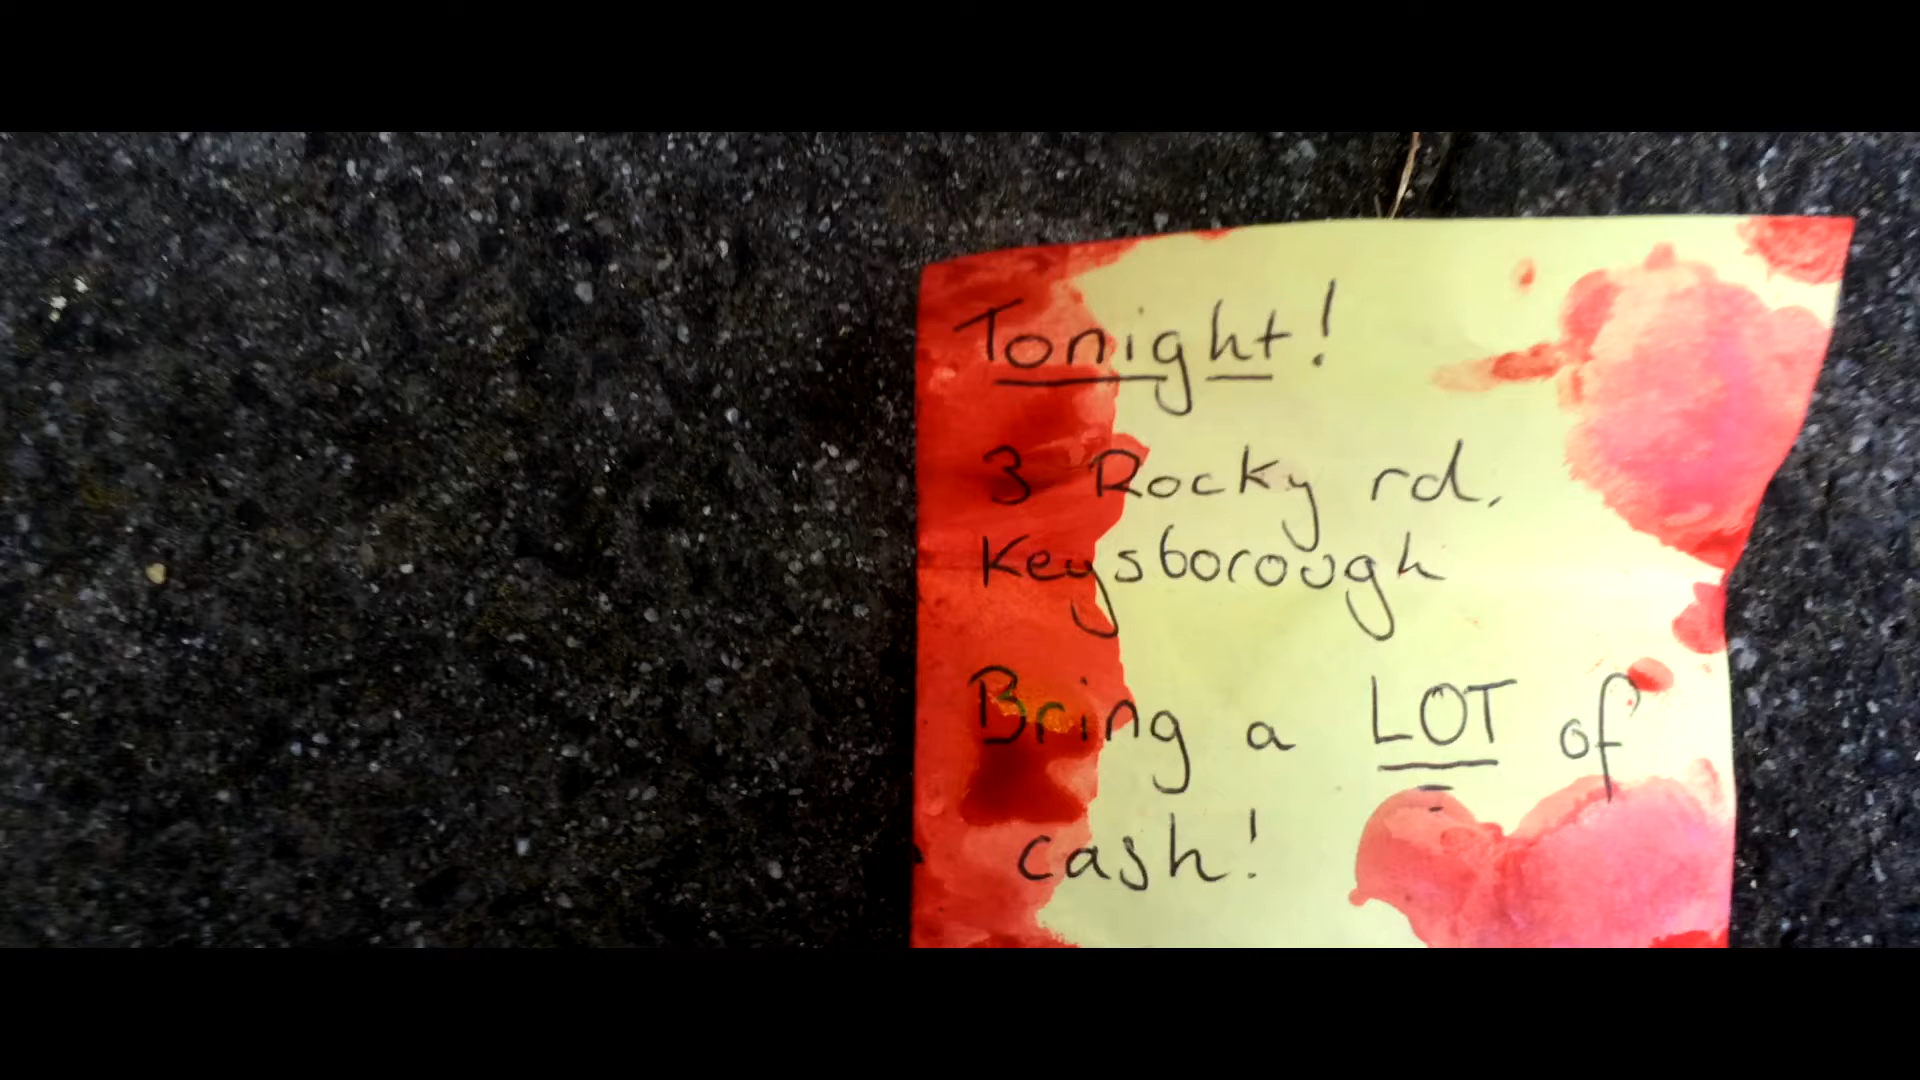 Tonight!
3 Rocky rd,
Keysborough
Bring a LOT of
cash!